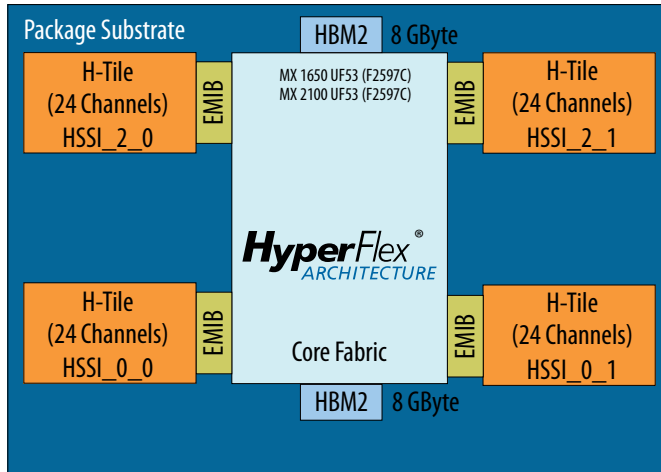 Package Substrate
HBM2 8 GByte
H-Tile
(24 Channels)
HSSI_2_0
EMIB
MX 1650 UF53 (F2597C)
MX 2100 UF53 (F2597C)
EMIB
H-Tile
(24 Channels)
HSSI_2_1
HyperFlex®
ARCHITECTURE
H-Tile
(24 Channels)
HSSI_0_0
EMIB
Core Fabric
EMIB
H-Tile
(24 Channels)
HSSI_0_1
HBM2 8 GByte